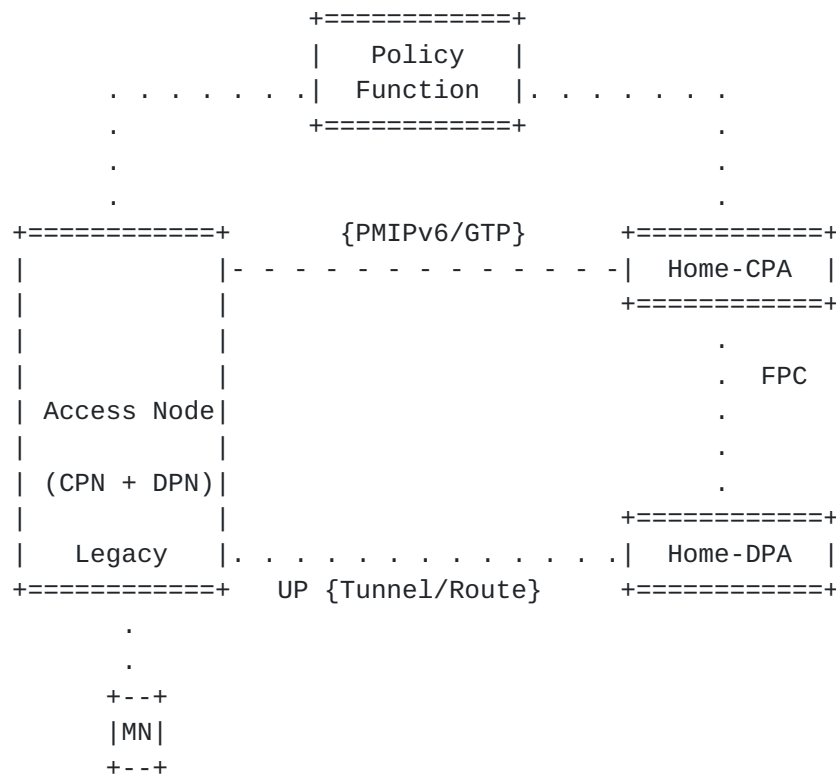 Policy
Function
{PMIPv6/GTP}
Home-CPA
FPC
Access Node
(CPN + DPN)
Legacy
Home-DPA
UP {Tunnel/Route}
MN